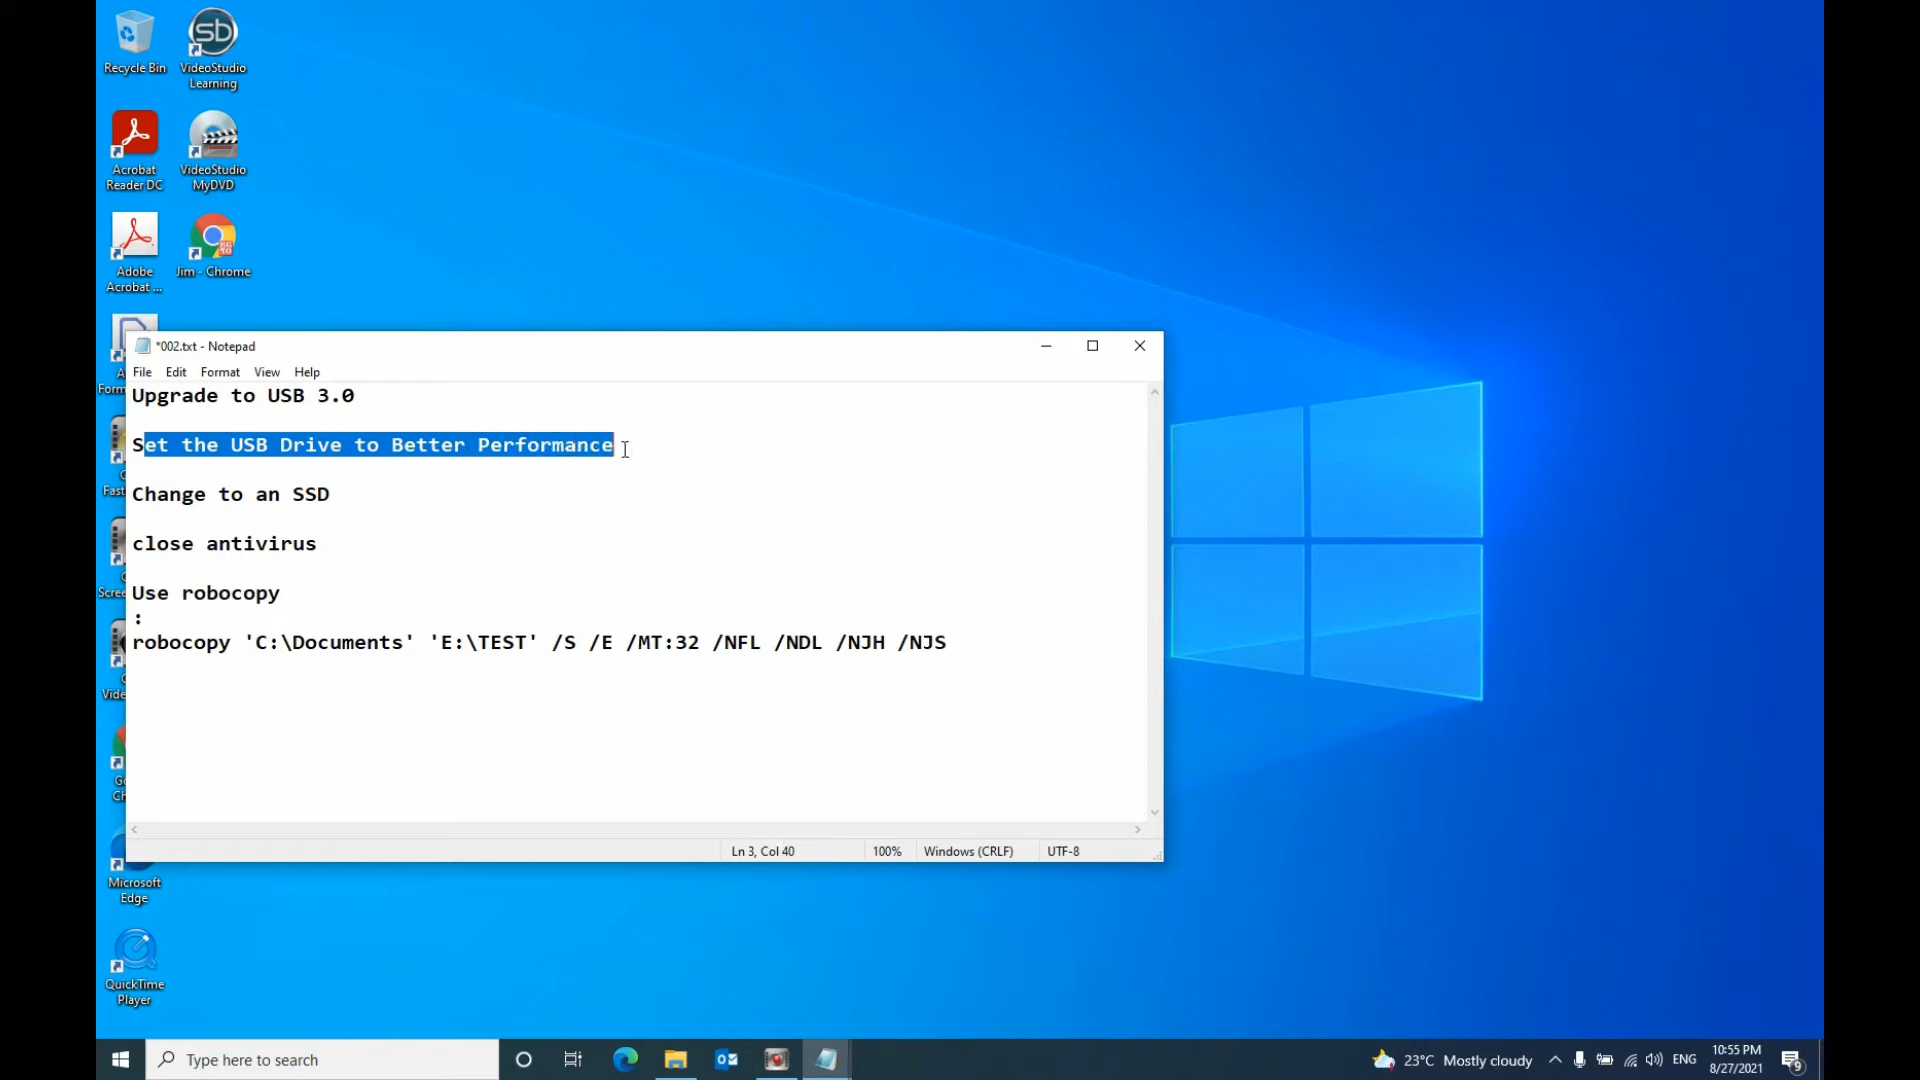 Recycle Bin
VideoStudio
Learning
Acrobat
Reader DC
VideoStudio
MyDVD
Adobe
Acrobat ...
Jim - Chrome
*002.txt - Notepad
File Edit Format View Help
Upgrade to USB 3.0
Set the USB Drive to Better Performance
Change to an SSD
close antivirus
Use robocopy
:
robocopy 'C:\Documents' 'E:\TEST' /S /E /MT:32 /NFL /NDL /NJH /NJS
Ln 3, Col 40 100% Windows (CRLF) UTF-8
Microsoft
Edge
QuickTime
Player
Type here to search
23°C Mostly cloudy
ENG
10:55 PM
8/27/2021
9